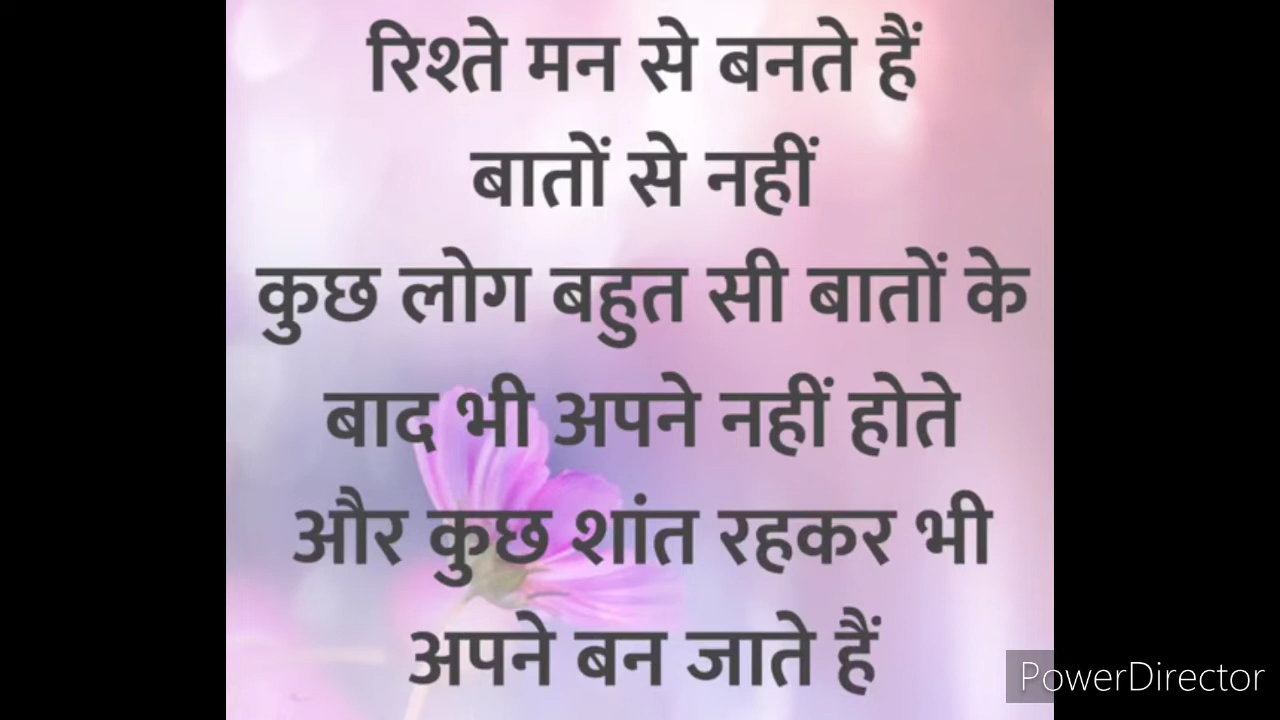 रिश्ते मन से बनते हैं
बातों से नहीं
कुछ लोग बहुत सी बातों के
बाद भी अपने नहीं होते
और कुछ शांत रहकर भी
अपने बन जाते हैं
PowerDirector